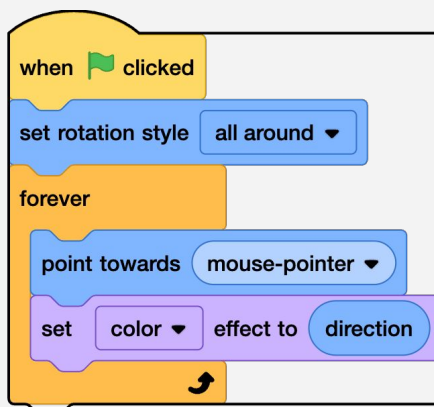 when clicked
set rotation style all around
forever
point towards mouse-pointer
set color effect to direction